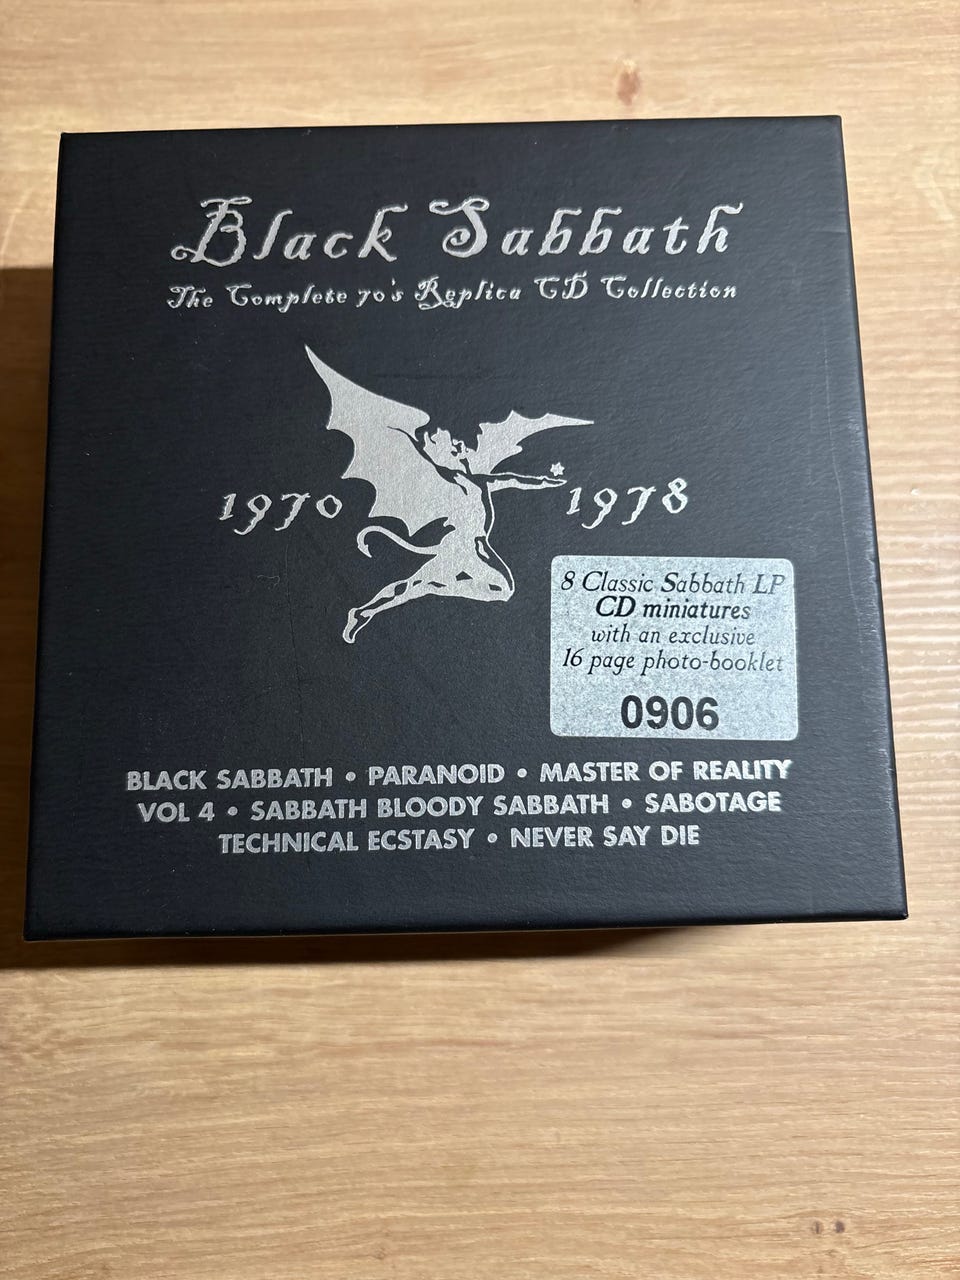 Black Sabbath
The Complete 70's Replica CD Collection
1970 1978
8 Classic Sabbath LP
CD miniatures
with an exclusive
16 page photo-booklet
0906
BLACK SABBATH • PARANOID • MASTER OF REALITY
VOL 4 • SABBATH BLOODY SABBATH • SABOTAGE
TECHNICAL ECSTASY • NEVER SAY DIE